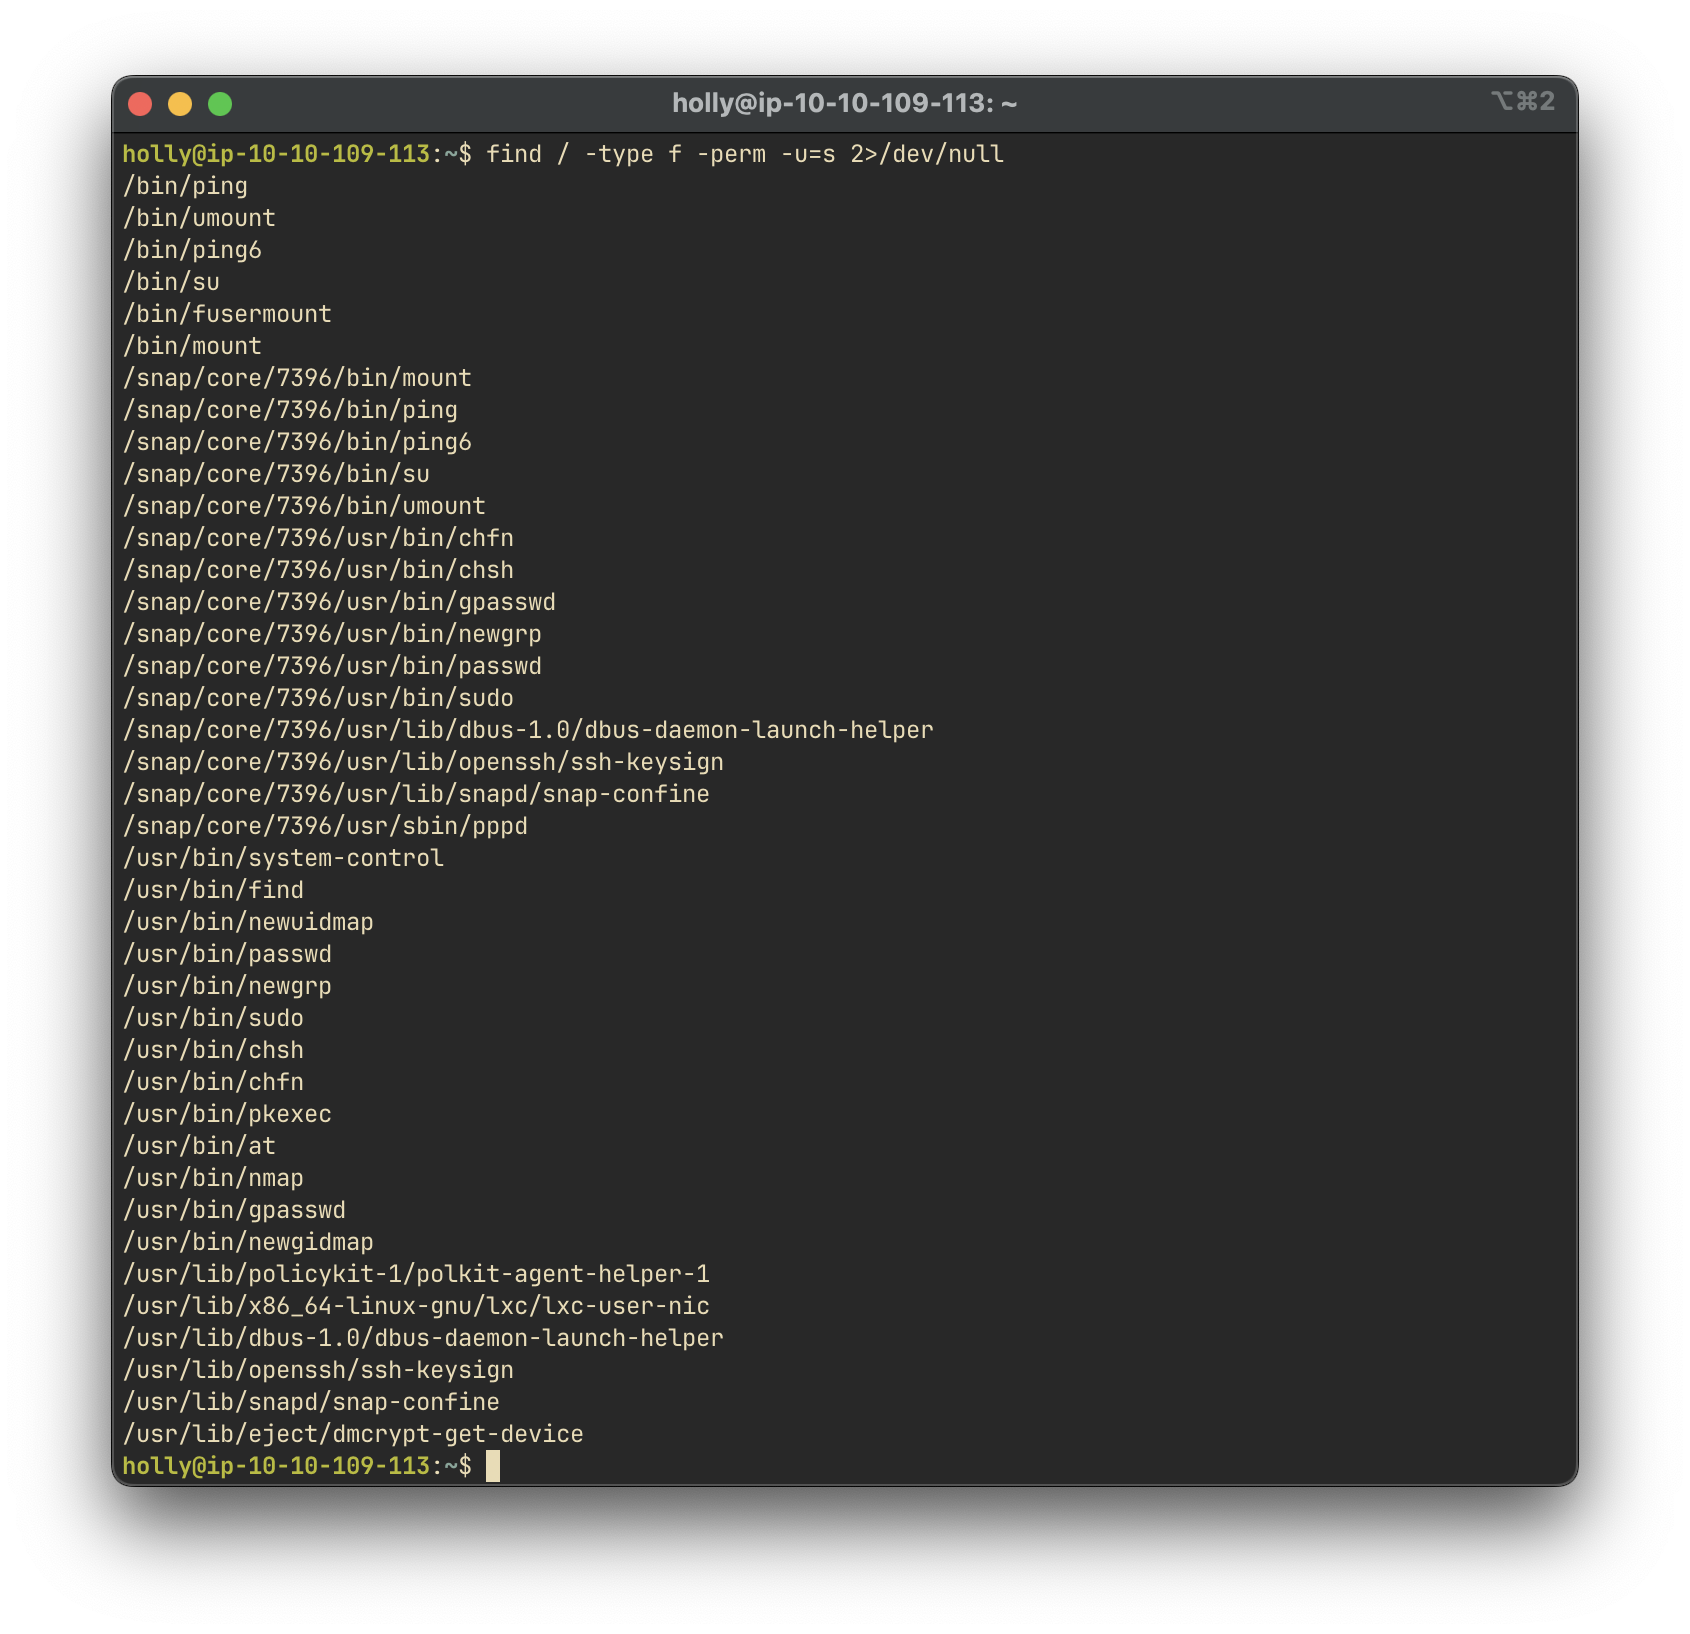 holly@ip-10-10-109-113: ~
⌥⌘2
holly@ip-10-10-109-113:~$ find / -type f -perm -u=s 2>/dev/null
/bin/ping
/bin/umount
/bin/ping6
/bin/su
/bin/fusermount
/bin/mount
/snap/core/7396/bin/mount
/snap/core/7396/bin/ping
/snap/core/7396/bin/ping6
/snap/core/7396/bin/su
/snap/core/7396/bin/umount
/snap/core/7396/usr/bin/chfn
/snap/core/7396/usr/bin/chsh
/snap/core/7396/usr/bin/gpasswd
/snap/core/7396/usr/bin/newgrp
/snap/core/7396/usr/bin/passwd
/snap/core/7396/usr/bin/sudo
/snap/core/7396/usr/lib/dbus-1.0/dbus-daemon-launch-helper
/snap/core/7396/usr/lib/openssh/ssh-keysign
/snap/core/7396/usr/lib/snapd/snap-confine
/snap/core/7396/usr/sbin/pppd
/usr/bin/system-control
/usr/bin/find
/usr/bin/newuidmap
/usr/bin/passwd
/usr/bin/newgrp
/usr/bin/sudo
/usr/bin/chsh
/usr/bin/chfn
/usr/bin/pkexec
/usr/bin/at
/usr/bin/nmap
/usr/bin/gpasswd
/usr/bin/newgidmap
/usr/lib/policykit-1/polkit-agent-helper-1
/usr/lib/x86_64-linux-gnu/lxc/lxc-user-nic
/usr/lib/dbus-1.0/dbus-daemon-launch-helper
/usr/lib/openssh/ssh-keysign
/usr/lib/snapd/snap-confine
/usr/lib/eject/dmcrypt-get-device
holly@ip-10-10-109-113:~$